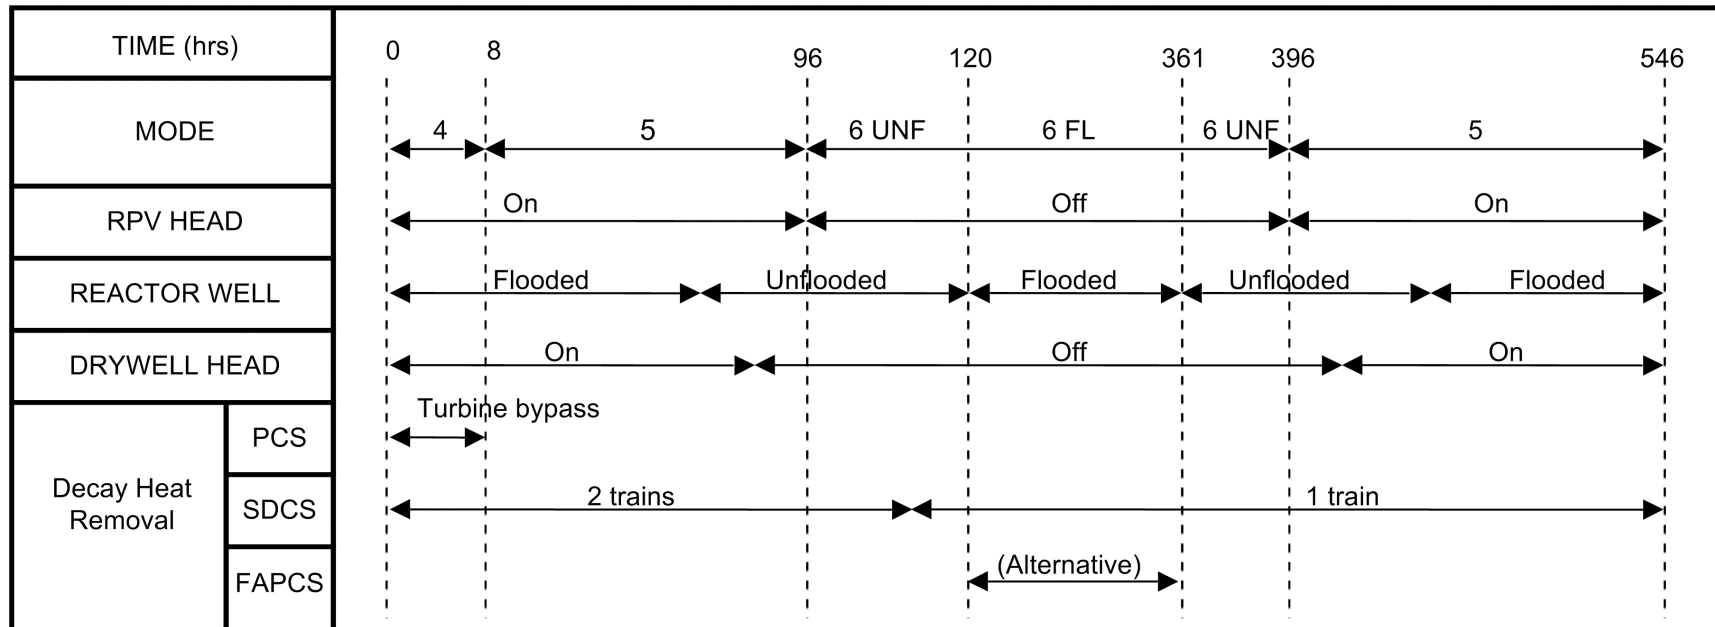 TIME (hrs)
0
8
96
120
361
396
546
MODE
4
5
6 UNF
6 FL
6 UNF
5
RPV HEAD
On
Off
On
REACTOR WELL
Flooded
Unflooded
Flooded
Unflooded
Flooded
DRYWELL HEAD
On
Off
On
Decay Heat
Removal
PCS
Turbine bypass
SDCS
2 trains
1 train
FAPCS
(Alternative)